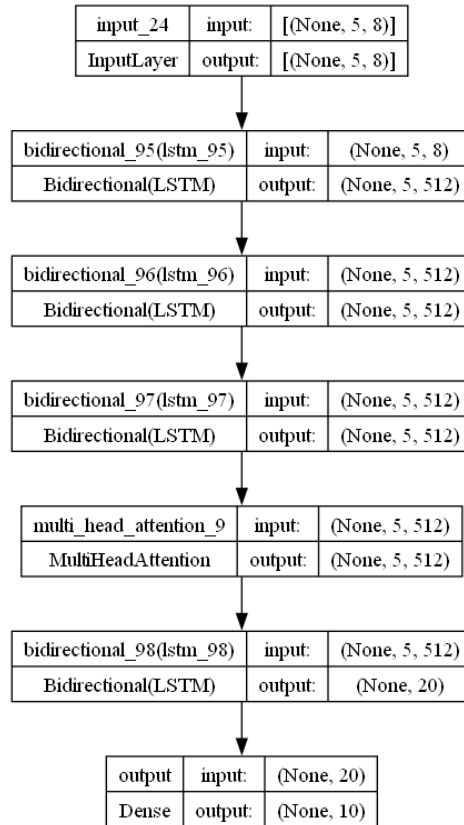 input_24 input: [(None, 5, 8)]
InputLayer output: [(None, 5, 8)]
bidirectional_95(lstm_95) input: (None, 5, 8)
Bidirectional(LSTM) output: (None, 5, 512)
bidirectional_96(lstm_96) input: (None, 5, 512)
Bidirectional(LSTM) output: (None, 5, 512)
bidirectional_97(lstm_97) input: (None, 5, 512)
Bidirectional(LSTM) output: (None, 5, 512)
multi_head_attention_9 input: (None, 5, 512)
MultiHeadAttention output: (None, 5, 512)
bidirectional_98(lstm_98) input: (None, 5, 512)
Bidirectional(LSTM) output: (None, 20)
output input: (None, 20)
Dense output: (None, 10)